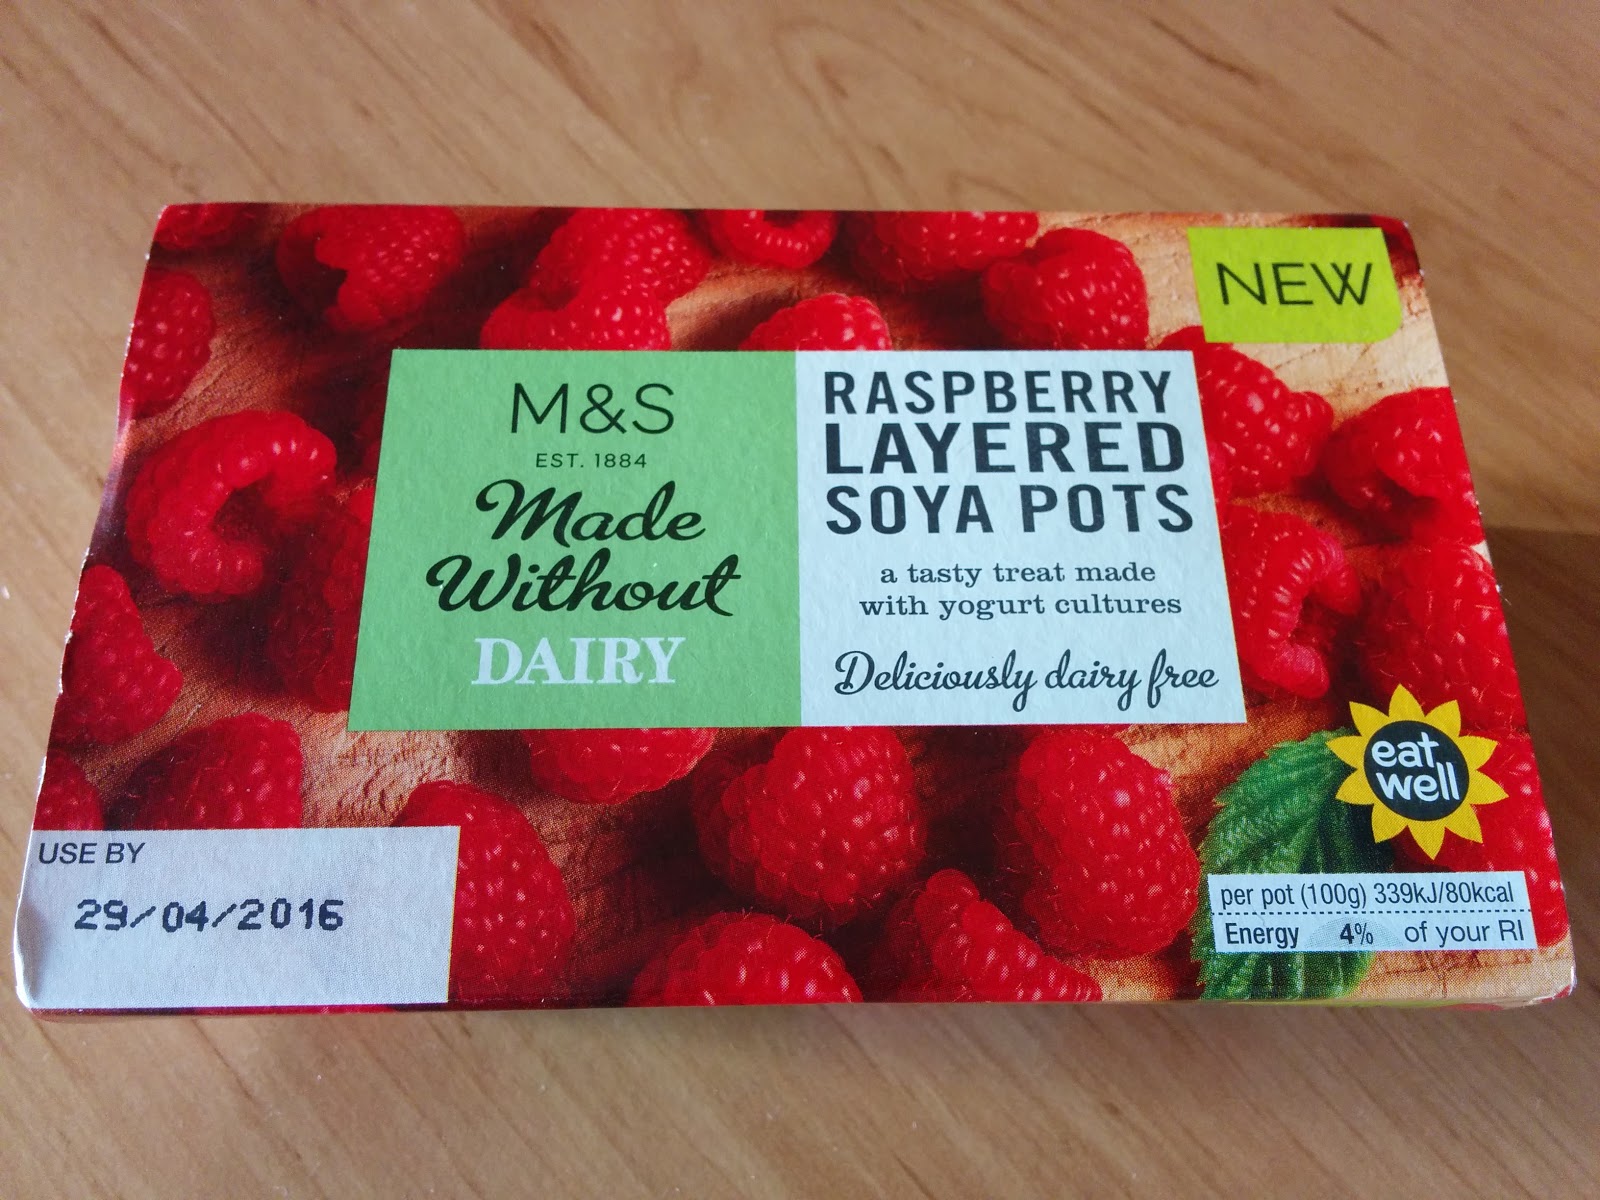 NEW
M&S
EST. 1884
Made
Without
DAIRY
RASPBERRY
LAYERED
SOYA POTS
a tasty treat made
with yogurt cultures
Deliciously dairy free
eat
well
USE BY
29/04/2016
per pot (100g) 339kJ/80kcal
Energy 4% of your RI